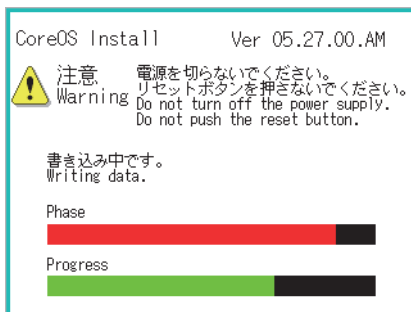 CoreOS Install Ver 05.27.00.AM
注意
Warning
電源を切らないでください。
リセットボタンを押さないでください。
Do not turn off the power supply.
Do not push the reset button.
書き込み中です。
Writing data.
Phase
Progress